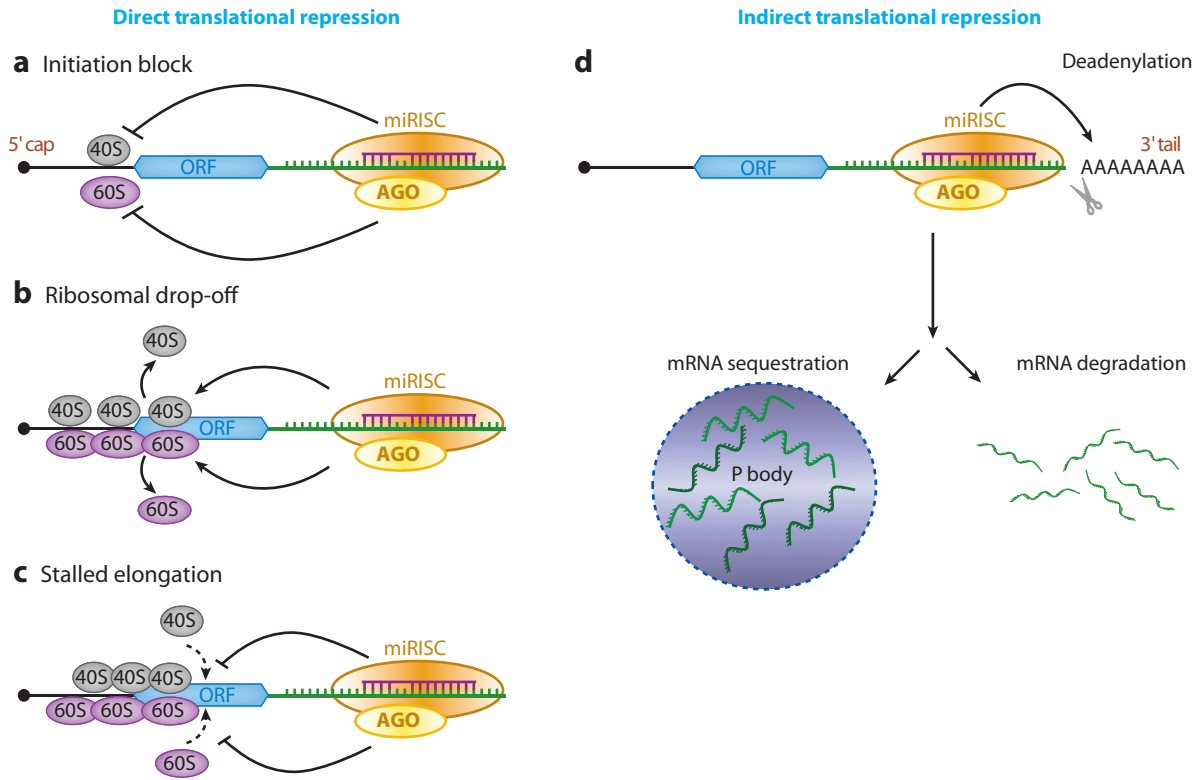 Direct translational repression
a Initiation block
miRISC
5' cap
40S
ORF
60S
AGO
b Ribosomal drop-off
40S
miRISC
40S 40S 40S
ORF
60S 60S 60S
AGO
60S
c Stalled elongation
40S
miRISC
40S 40S 40S
ORF
60S 60S 60S
AGO
60S
Indirect translational repression
d
Deadenylation
miRISC
3' tail
ORF
AAAAAAAA
AGO
mRNA sequestration
mRNA degradation
P body